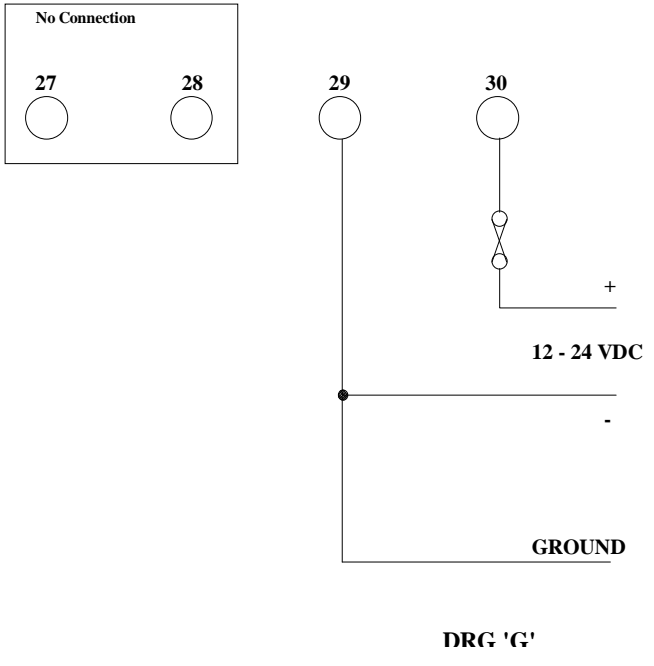 No Connection
27 28 29 30
+
12 - 24 VDC
-
GROUND
DRG 'G'